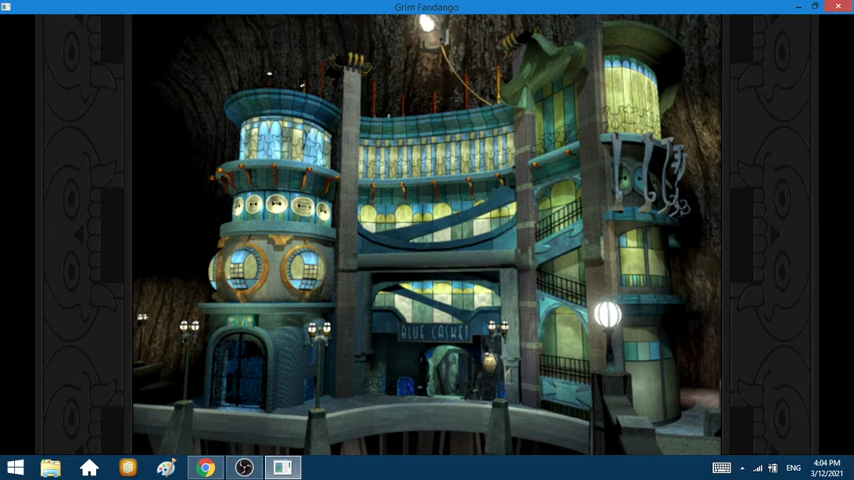 Grim Fandango
BLUE CASKET
ENG
4:04 PM
3/12/2021